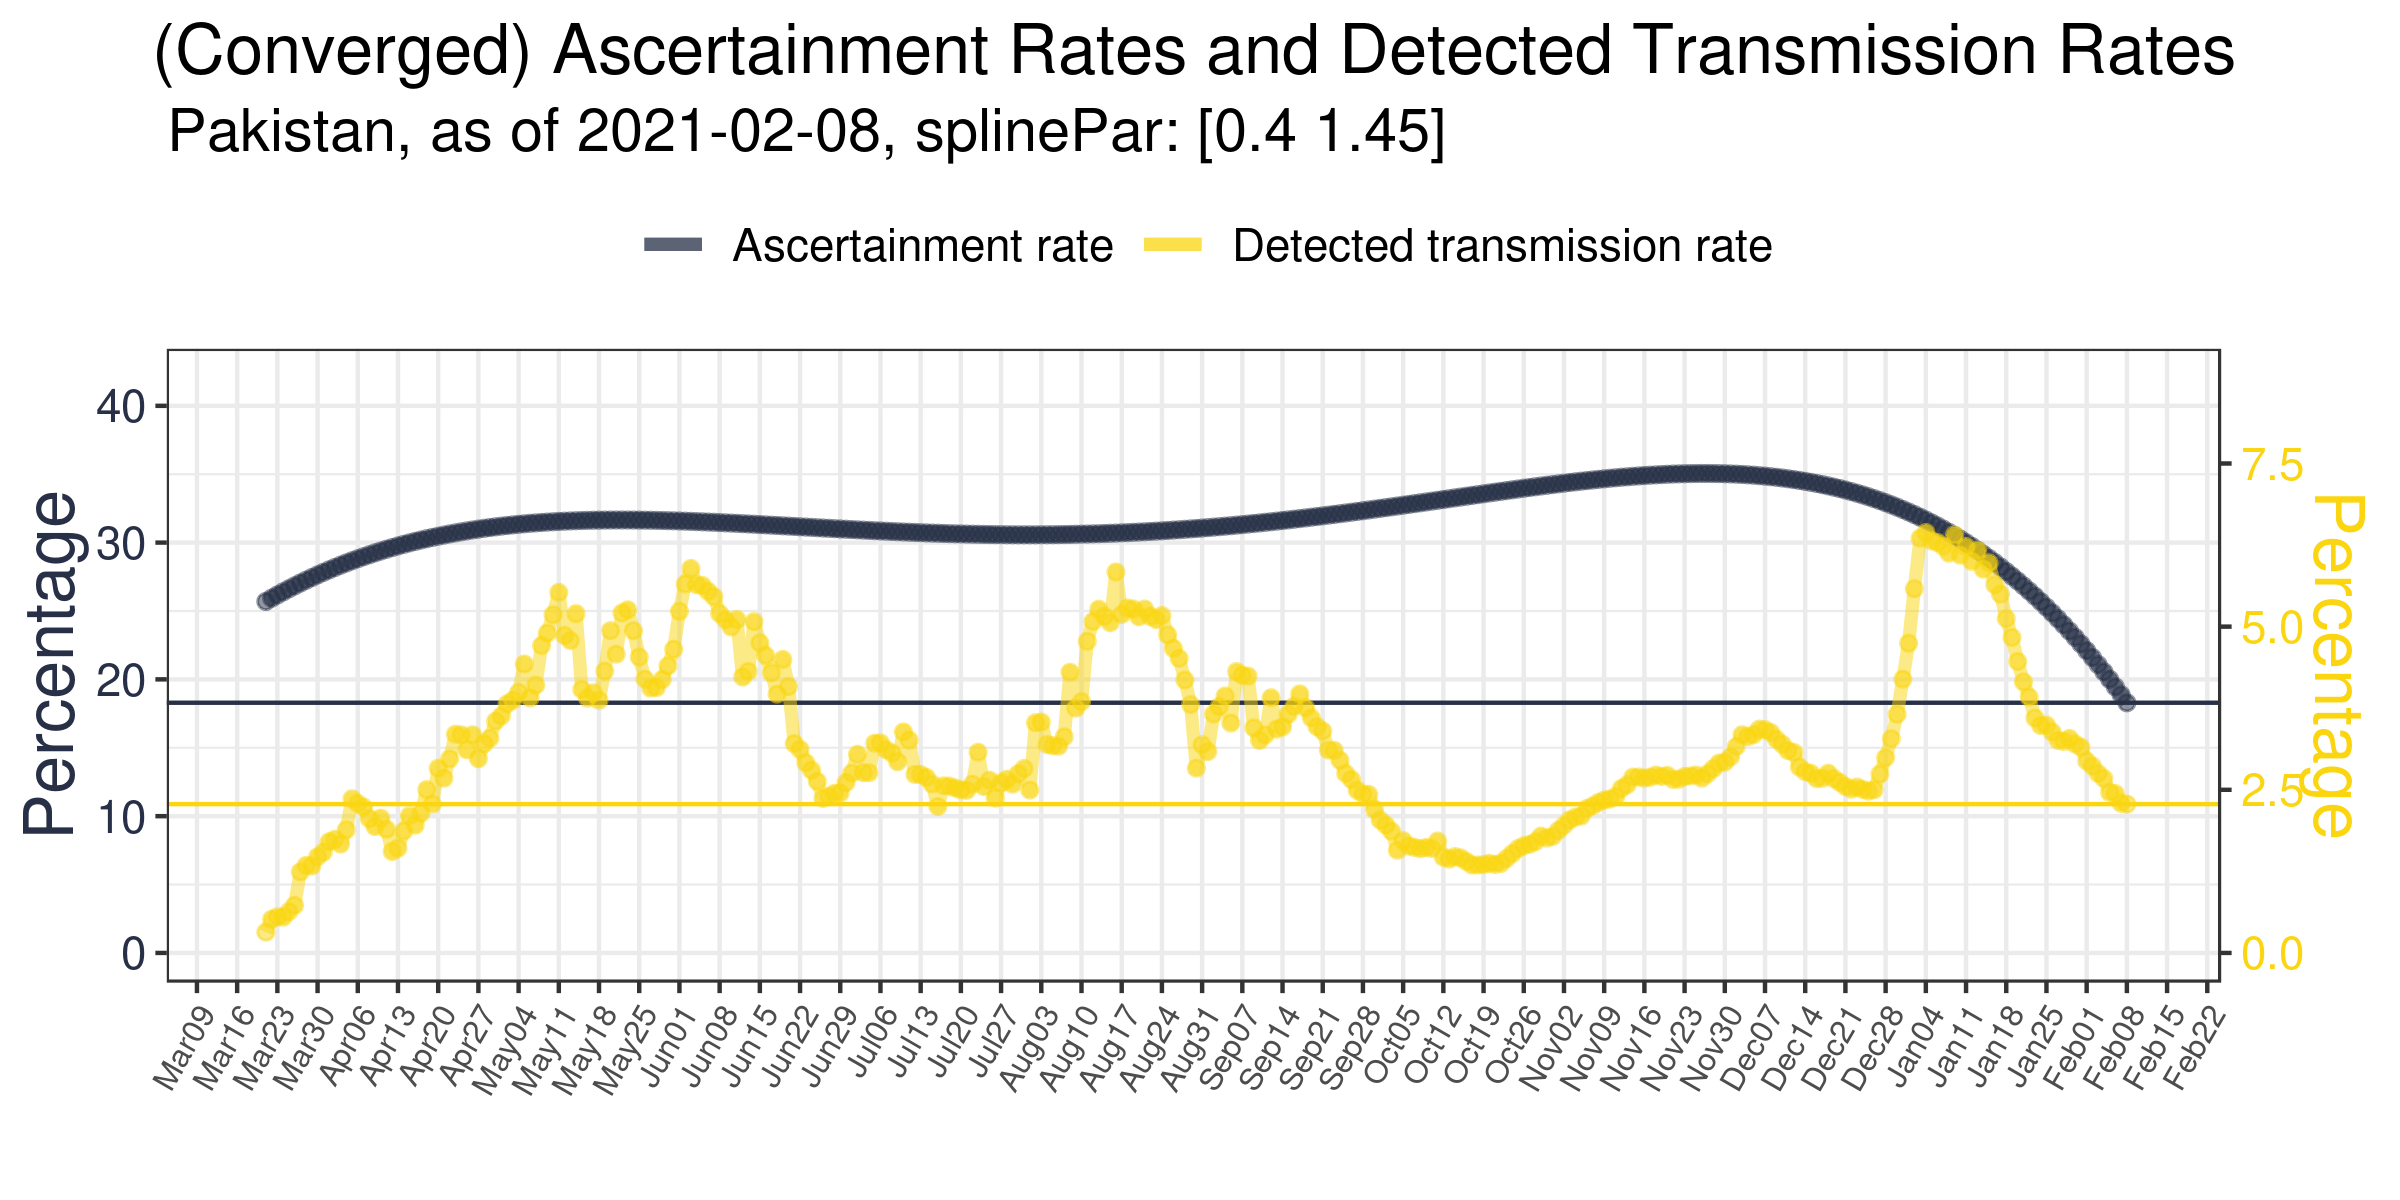 (Converged) Ascertainment Rates and Detected Transmission Rates
Pakistan, as of 2021-02-08, splinePar: [0.4 1.45]
Ascertainment rate
Detected transmission rate
Percentage
40
30
20
10
0
7.5
5.0
2.5
0.0
Percentage
Mar09
Mar16
Mar23
Mar30
Apr06
Apr13
Apr20
Apr27
May04
May11
May18
May25
Jun01
Jun08
Jun15
Jun22
Jun29
Jul06
Jul13
Jul20
Jul27
Aug03
Aug10
Aug17
Aug24
Aug31
Sep07
Sep14
Sep21
Sep28
Oct05
Oct12
Oct19
Oct26
Nov02
Nov09
Nov16
Nov23
Nov30
Dec07
Dec14
Dec21
Dec28
Jan04
Jan11
Jan18
Jan25
Feb01
Feb08
Feb15
Feb22